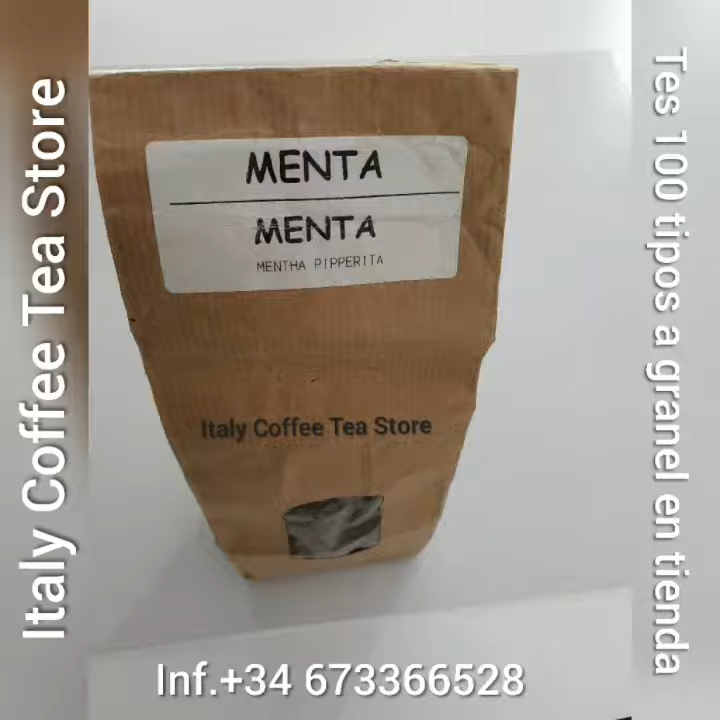 Italy Coffee Tea Store
MENTA
MENTA
MENTHA PIPPERITA
Italy Coffee Tea Store
Tes 100 tipos a granel en tienda
Inf.+34 673366528